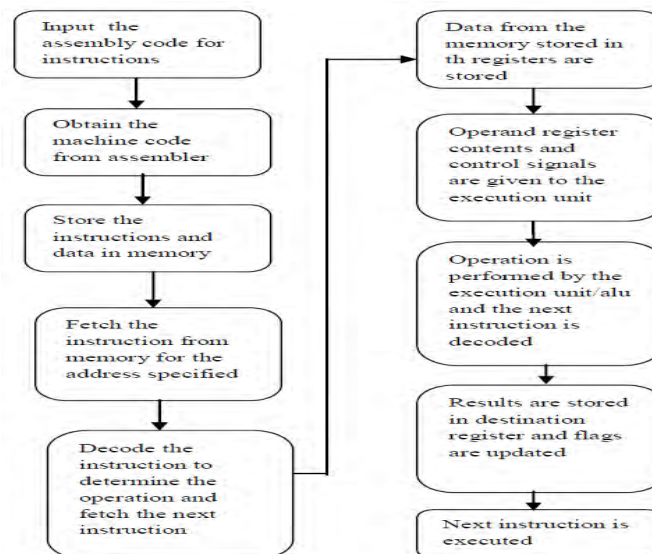 Input the
assembly code for
instructions
Obtain the
machine code
from assembler
Store the
instructions and
data in memory
Fetch the
instruction from
memory for the
address specified
Decode the
instruction to
determine the
operation and
fetch the next
instruction
Data from the
memory stored in
th registers are
stored
Operand register
contents and
control signals
are given to the
execution unit
Operation is
performed by the
execution unit/alu
and the next
instruction is
decoded
Results are stored
in destination
register and flags
are updated
Next instruction is
executed